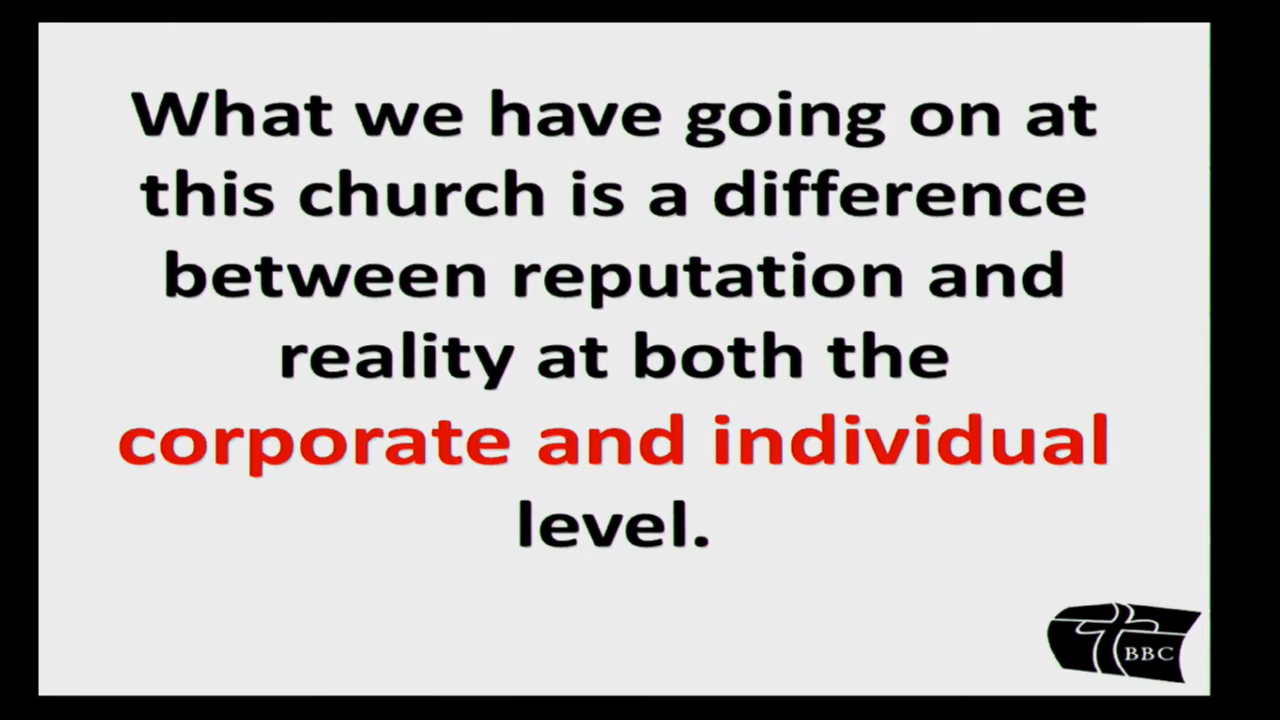 What we have going on at
this church is a difference
between reputation and
reality at both the
corporate and individual
level.
BBC